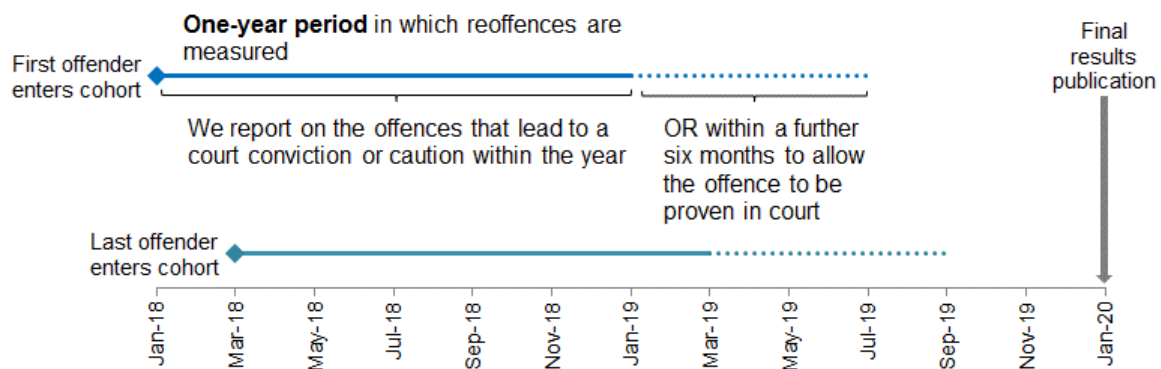 One-year period in which reoffences are
measured
First offender
enters cohort
Final
results
publication
We report on the offences that lead to a
court conviction or caution within the year
OR within a further
six months to allow
the offence to be
proven in court
Last offender
enters cohort
Jan-18
Mar-18
May-18
Jul-18
Sep-18
Nov-18
Jan-19
Mar-19
May-19
Jul-19
Sep-19
Nov-19
Jan-20